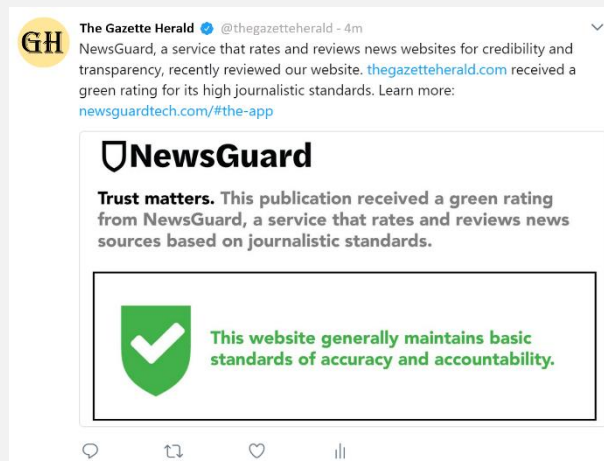 GH
The Gazette Herald @thegazetteherald - 4m
NewsGuard, a service that rates and reviews news websites for credibility and
transparency, recently reviewed our website. thegazetteherald.com received a
green rating for its high journalistic standards. Learn more:
newsguardtech.com/#the-app
NewsGuard
Trust matters. This publication received a green rating
from NewsGuard, a service that rates and reviews news
sources based on journalistic standards.
This website generally maintains basic
standards of accuracy and accountability.